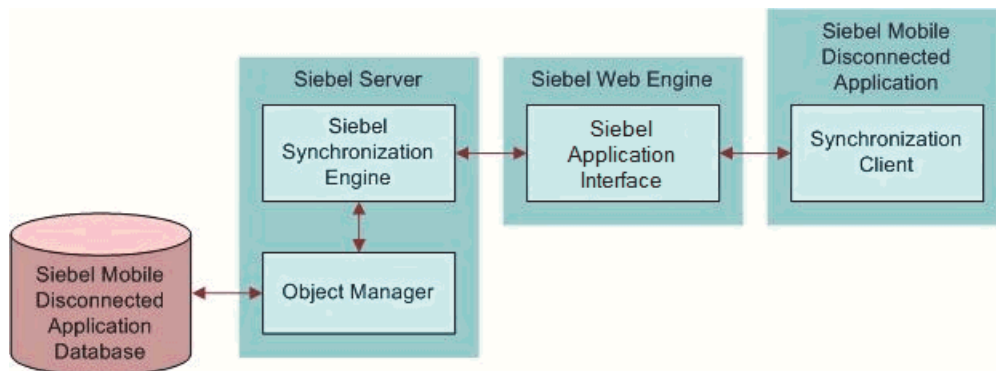 Siebel Server
Siebel
Synchronization
Engine
Object Manager
Siebel Web Engine
Siebel
Application
Interface
Siebel Mobile
Disconnected
Application
Synchronization
Client
Siebel Mobile
Disconnected
Application
Database